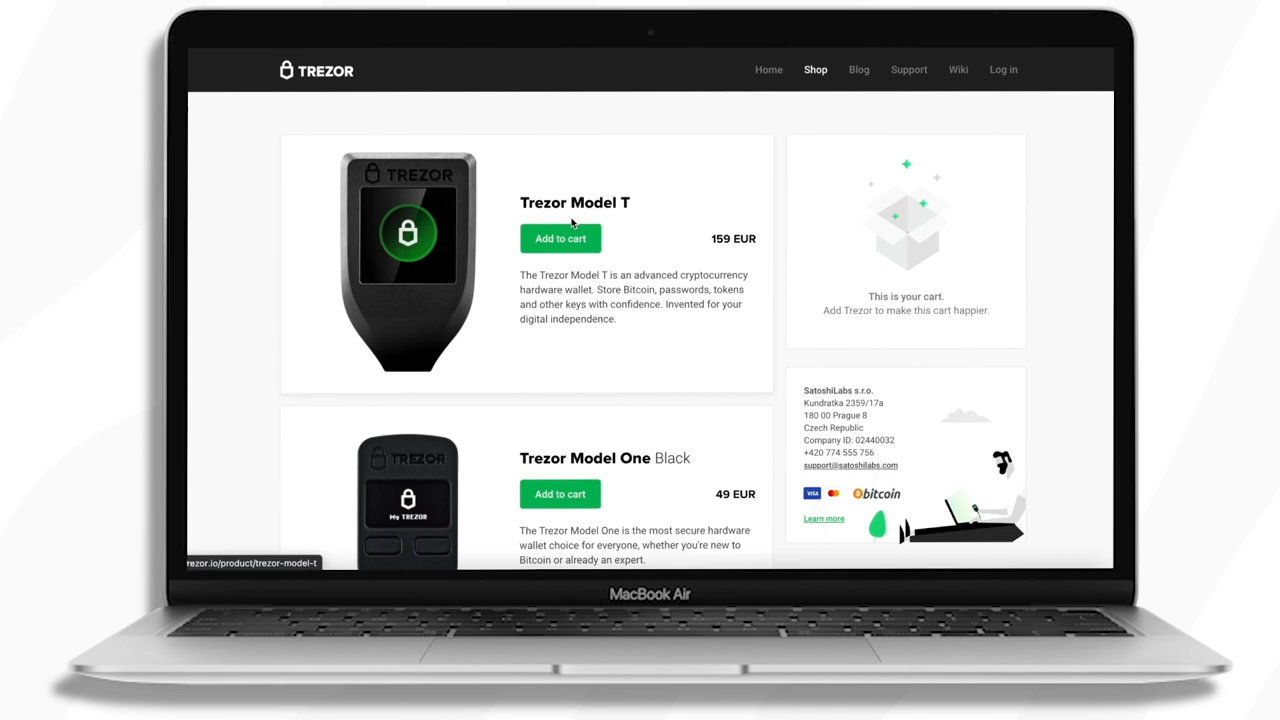 TREZOR
Home Shop Blog Support Wiki Log in
TREZOR
Trezor Model T
Add to cart
159 EUR
The Trezor Model T is an advanced cryptocurrency
hardware wallet. Store Bitcoin, passwords, tokens
and other keys with confidence. Invented for your
digital independence.
This is your cart.
Add Trezor to make this cart happier.
TREZOR
My TREZOR
Trezor Model One Black
Add to cart
49 EUR
The Trezor Model One is the most secure hardware
wallet choice for everyone, whether you're new to
Bitcoin or already an expert.
SatoshiLabs s.r.o.
Kundratka 2359/17a
180 00 Prague 8
Czech Republic
Company ID: 02440032
+420 774 555 756
support@satoshilabs.com
VISA bitcoin
Learn more
rezor.io/product/trezor-model-t
MacBook Air